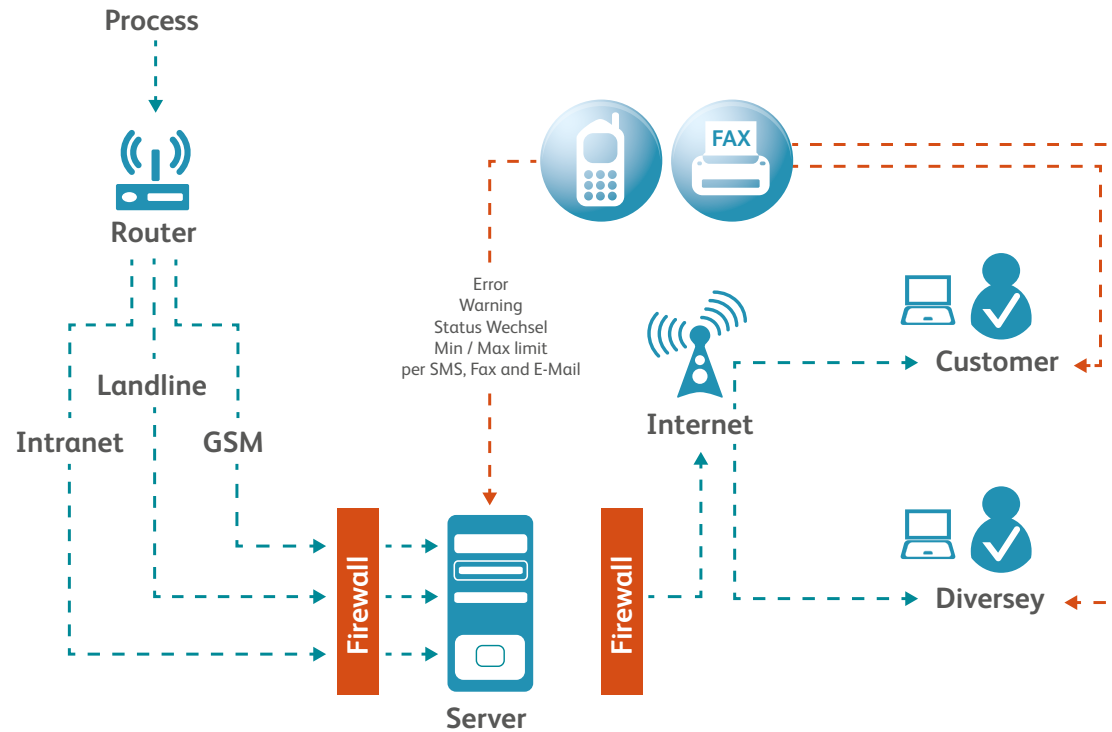 Process
FAX
Router
Error
Warning
Status Wechsel
Min / Max limit
per SMS, Fax and E-Mail
Landline
Intranet
GSM
Internet
Customer
Firewall
Firewall
Diversey
Server